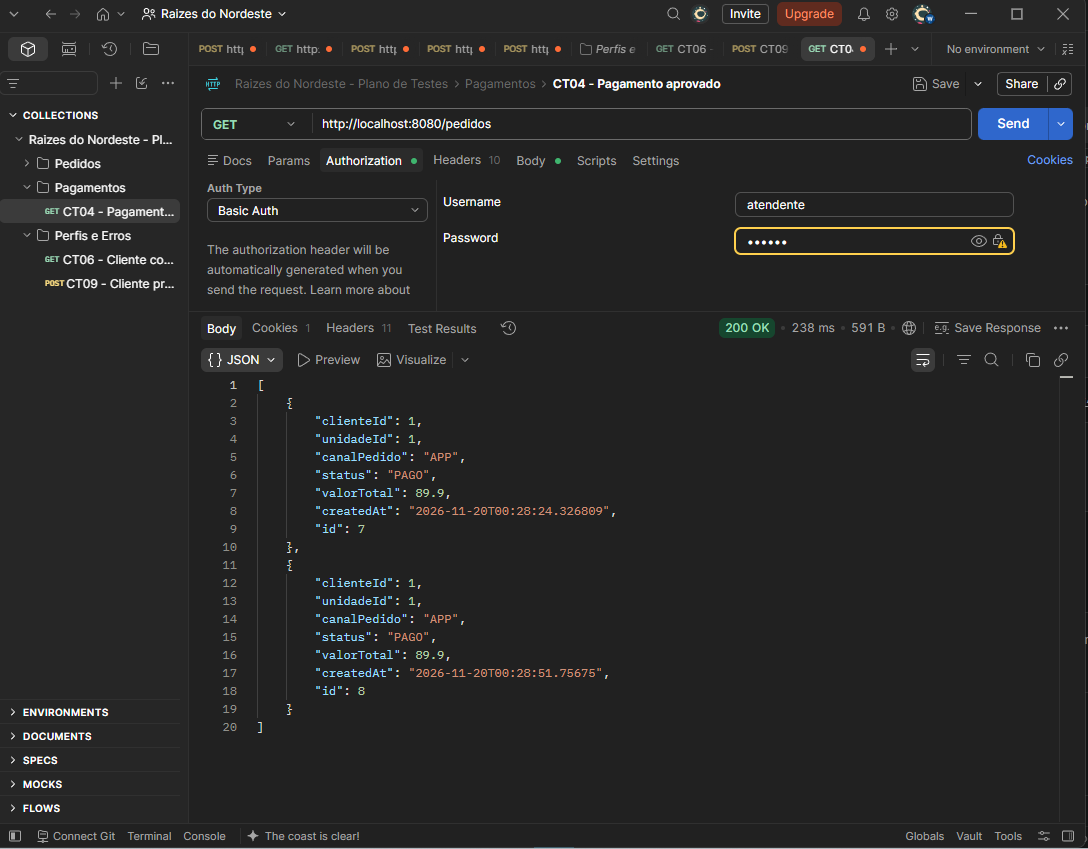 Raizes do Nordeste
Invite
Upgrade
POST htt
GET http:
POST http
POST http
POST http
Perfis e
GET CT06
POST CT09
GET CT0
No environment
Raizes do Nordeste - Plano de Testes > Pagamentos > CT04 - Pagamento aprovado
HTTP
Save
Share
COLLECTIONS
Raizes do Nordeste - Pl...
Pedidos
Pagamentos
GET CT04 - Pagament...
Perfis e Erros
GET CT06 - Cliente co...
POST CT09 - Cliente pr...
GET
http://localhost:8080/pedidos
Send
Docs
Params
Authorization
Headers 10
Body
Scripts
Settings
Cookies
Auth Type
Basic Auth
The authorization header will be
automatically generated when you
send the request. Learn more about
Username
atendente
Password
••••••
Body
Cookies 1
Headers 11
Test Results
200 OK • 238 ms • 591 B
e.g. Save Response
{} JSON
Preview
Visualize
1 [
2 {
3 "clienteId": 1,
4 "unidadeId": 1,
5 "canalPedido": "APP",
6 "status": "PAGO",
7 "valorTotal": 89.9,
8 "createdAt": "2026-11-20T00:28:24.326809",
9 "id": 7
10 },
11 {
12 "clienteId": 1,
13 "unidadeId": 1,
14 "canalPedido": "APP",
15 "status": "PAGO",
16 "valorTotal": 89.9,
17 "createdAt": "2026-11-20T00:28:51.75675",
18 "id": 8
19 }
20 ]
ENVIRONMENTS
DOCUMENTS
SPECS
MOCKS
FLOWS
Connect Git
Terminal
Console
The coast is clear!
Globals
Vault
Tools